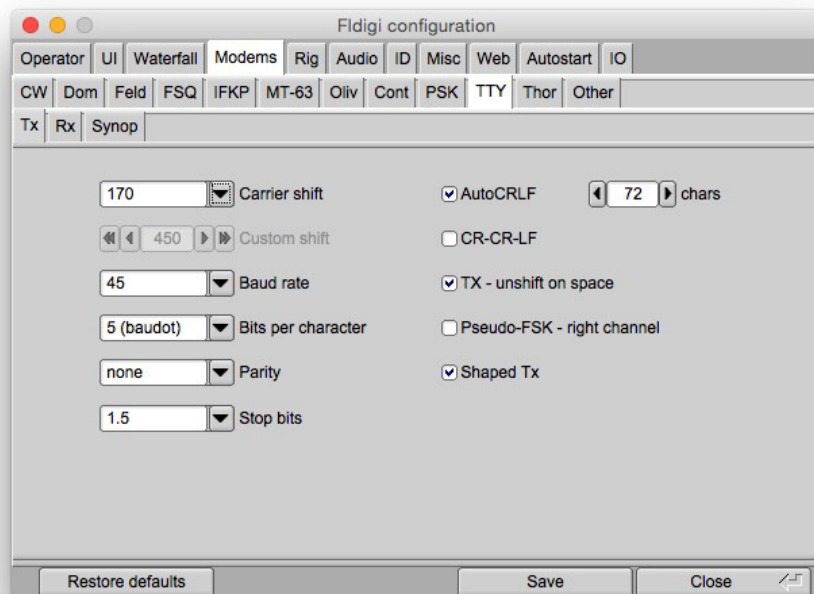 Fldigi configuration
Operator UI Waterfall Modems Rig Audio ID Misc Web Autostart IO
CW Dom Feld FSQ IFKP MT-63 Oliv Cont PSK TTY Thor Other
Tx Rx Synop
170 Carrier shift AutoCRLF 72 chars
450 Custom shift CR-CR-LF
45 Baud rate TX - unshift on space
5 (baudot) Bits per character Pseudo-FSK - right channel
none Parity Shaped Tx
1.5 Stop bits
Restore defaults Save Close